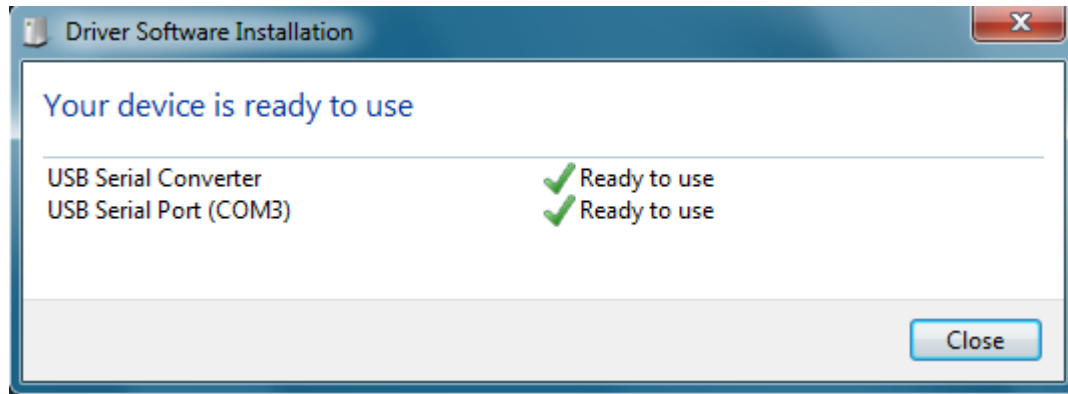 Driver Software Installation
Your device is ready to use
USB Serial Converter Ready to use
USB Serial Port (COM3) Ready to use
Close